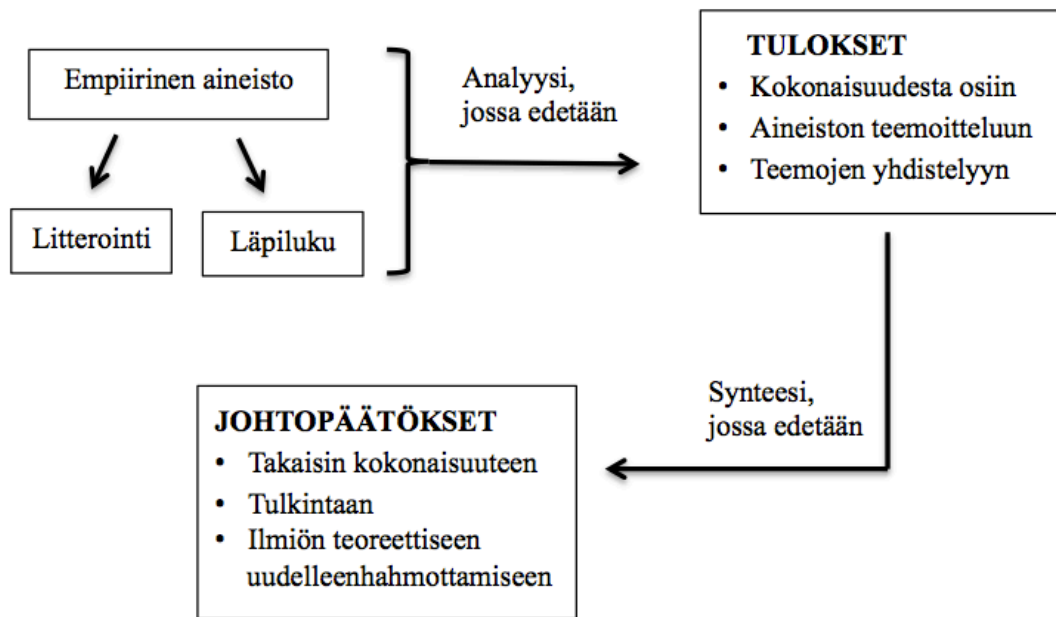 Empiirinen aineisto
Litterointi
Läpiluku
Analyysi,
jossa edetään
TULOKSET
• Kokonaisuudesta osiin
• Aineiston teemoitteluun
• Teemojen yhdistelyyn
Synteesi,
jossa edetään
JOHTOPÄÄTÖKSET
• Takaisin kokonaisuuteen
• Tulkintaan
• Ilmiön teoreettiseen
uudelleenhahmottamiseen